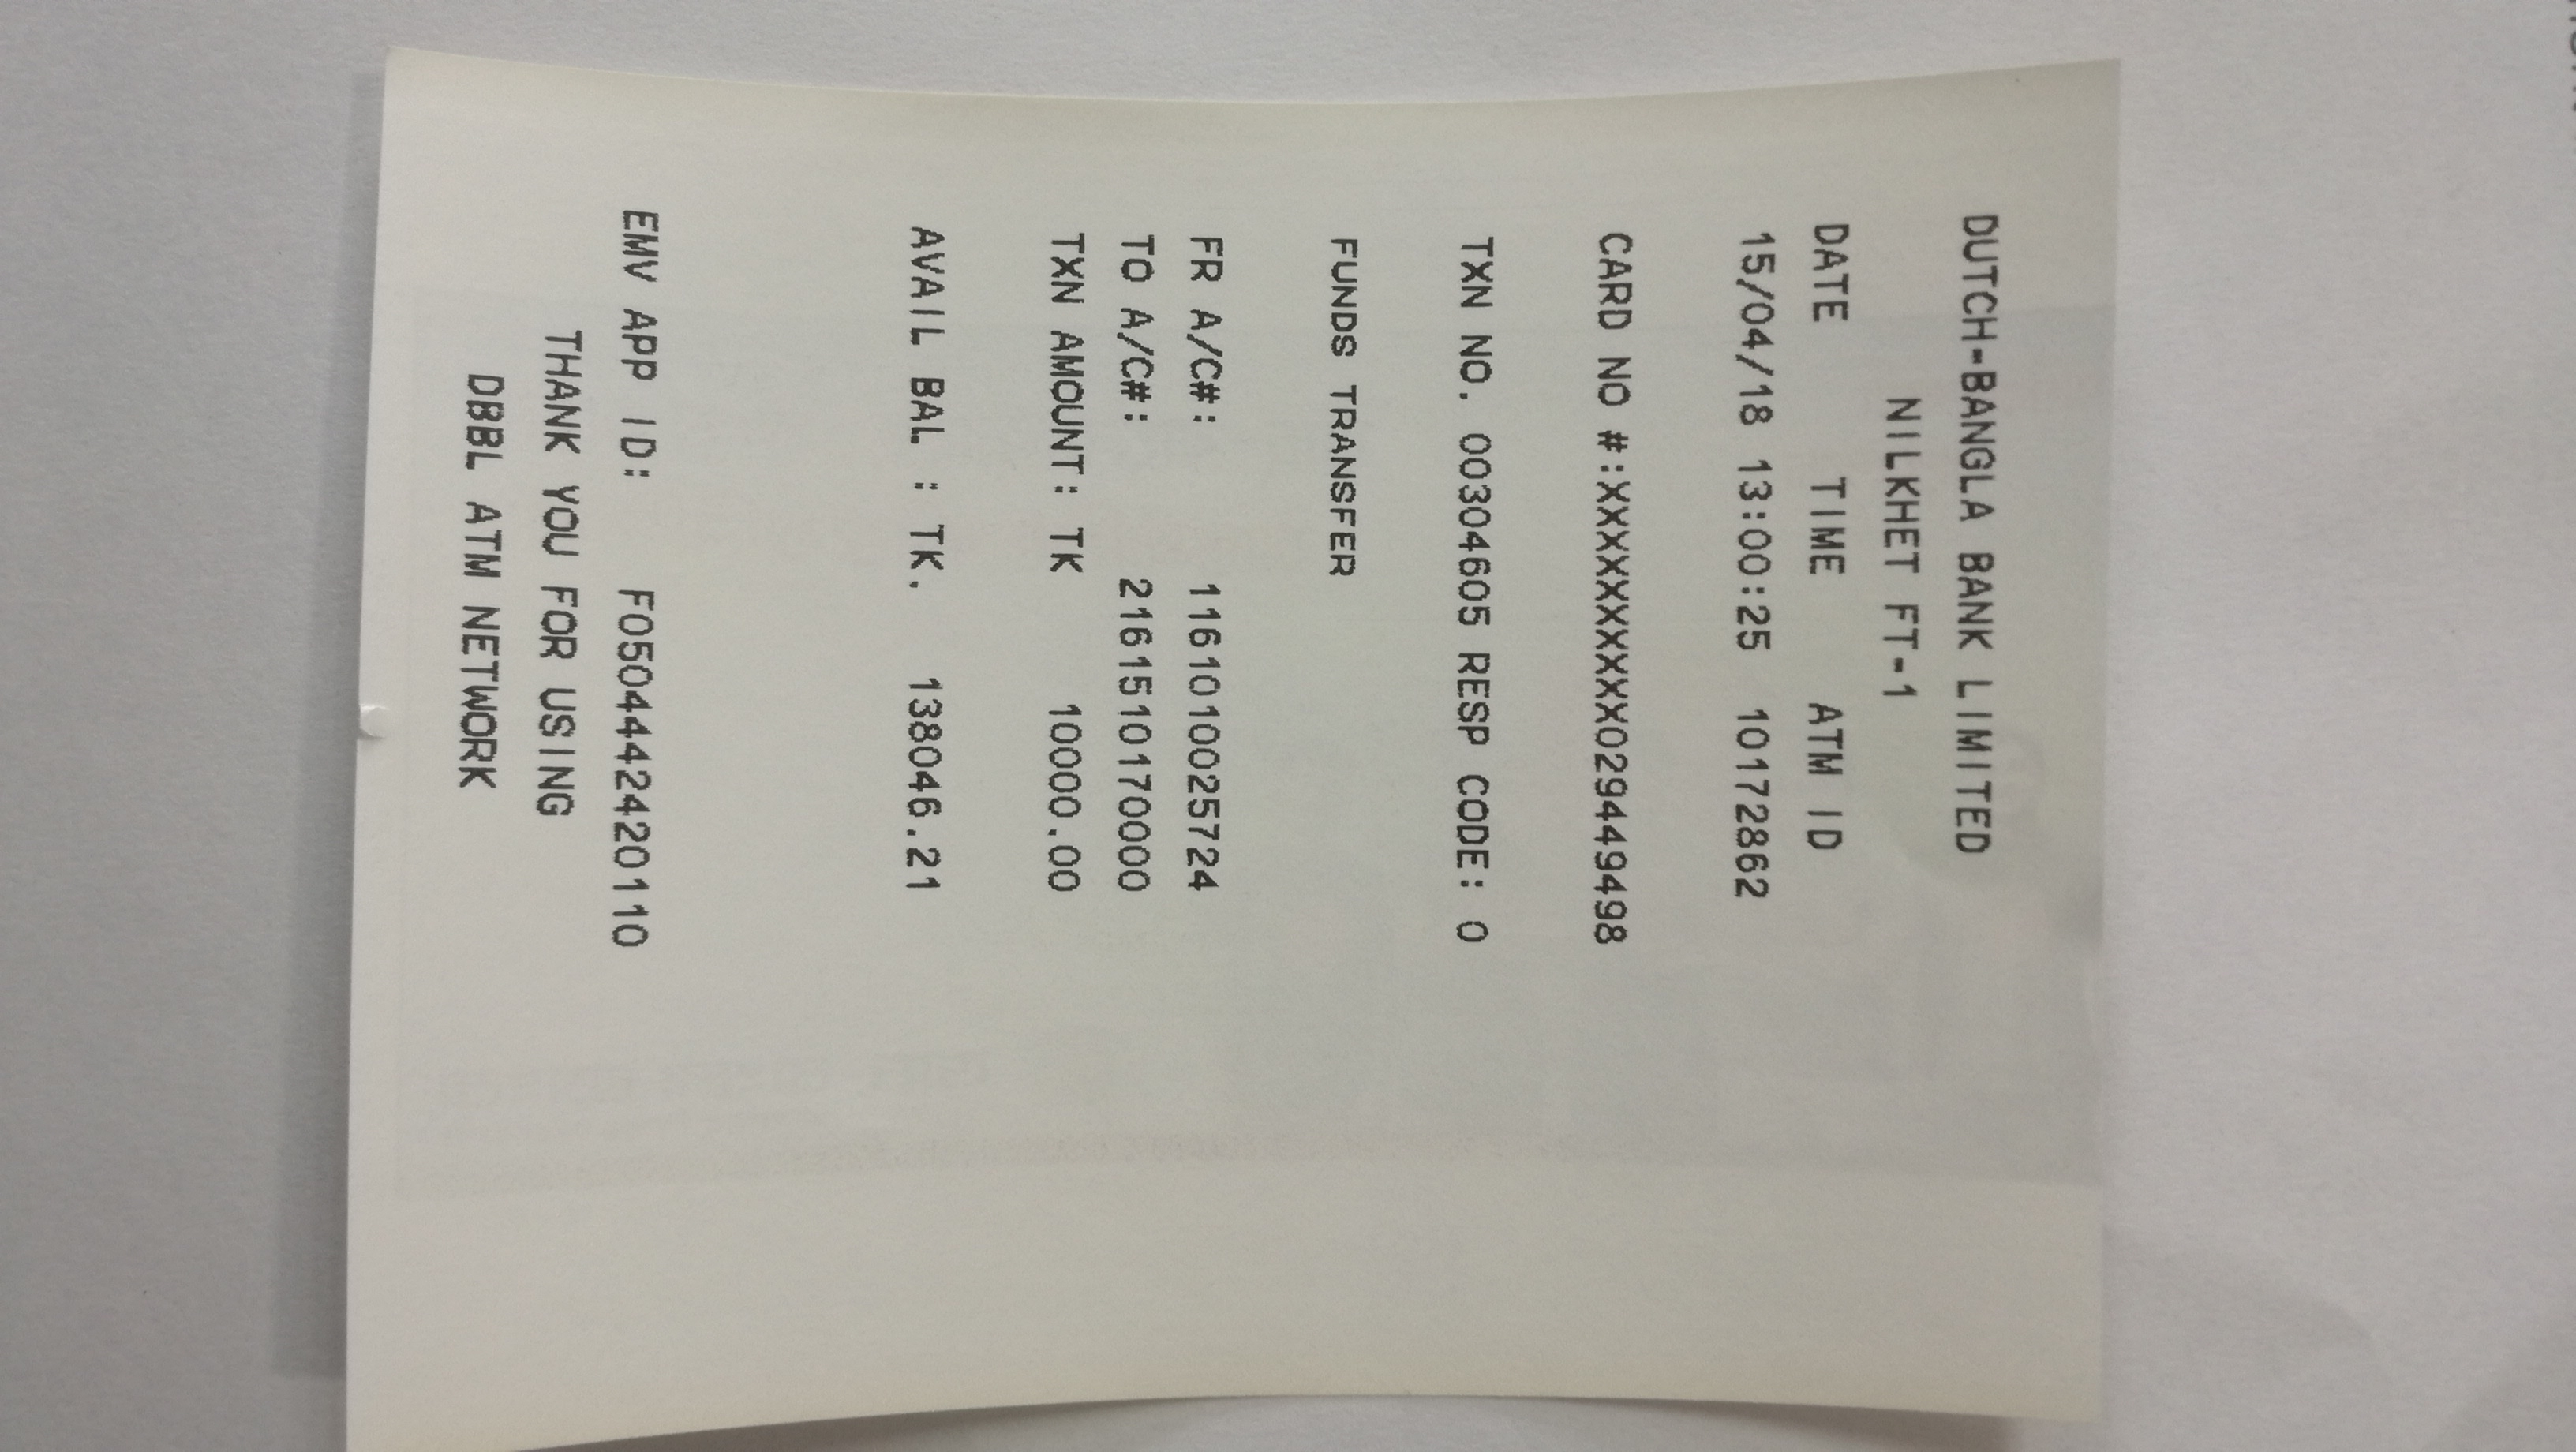 DUTCH-BANGLA BANK LIMITED
NILKHET FT-1
DATE TIME ATM ID
15/04/18 13:00:25 10172862
CARD NO #:XXXXXXXXXXX029449498
TXN NO. 00304605 RESP CODE: 0
FUNDS TRANSFER
FR A/C#: 1161010025724
TO A/C#: 2161510170000
TXN AMOUNT: TK 10000.00
AVAIL BAL : TK. 138046.21
EMV APP ID: F0504442420110
THANK YOU FOR USING
DBBL ATM NETWORK